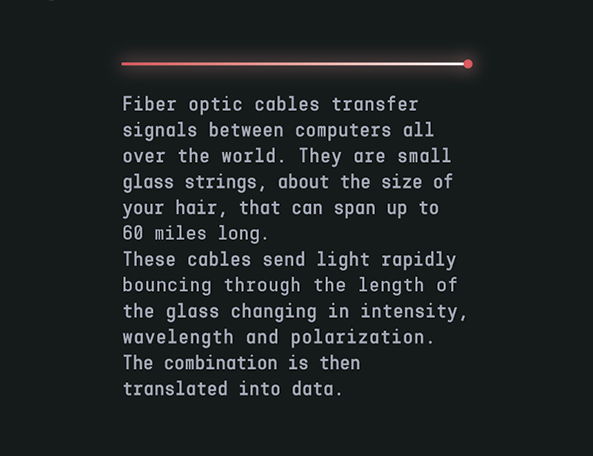 Fiber optic cables transfer
signals between computers all
over the world. They are small
glass strings, about the size of
your hair, that can span up to
60 miles long.
These cables send light rapidly
bouncing through the length of
the glass changing in intensity,
wavelength and polarization.
The combination is then
translated into data.